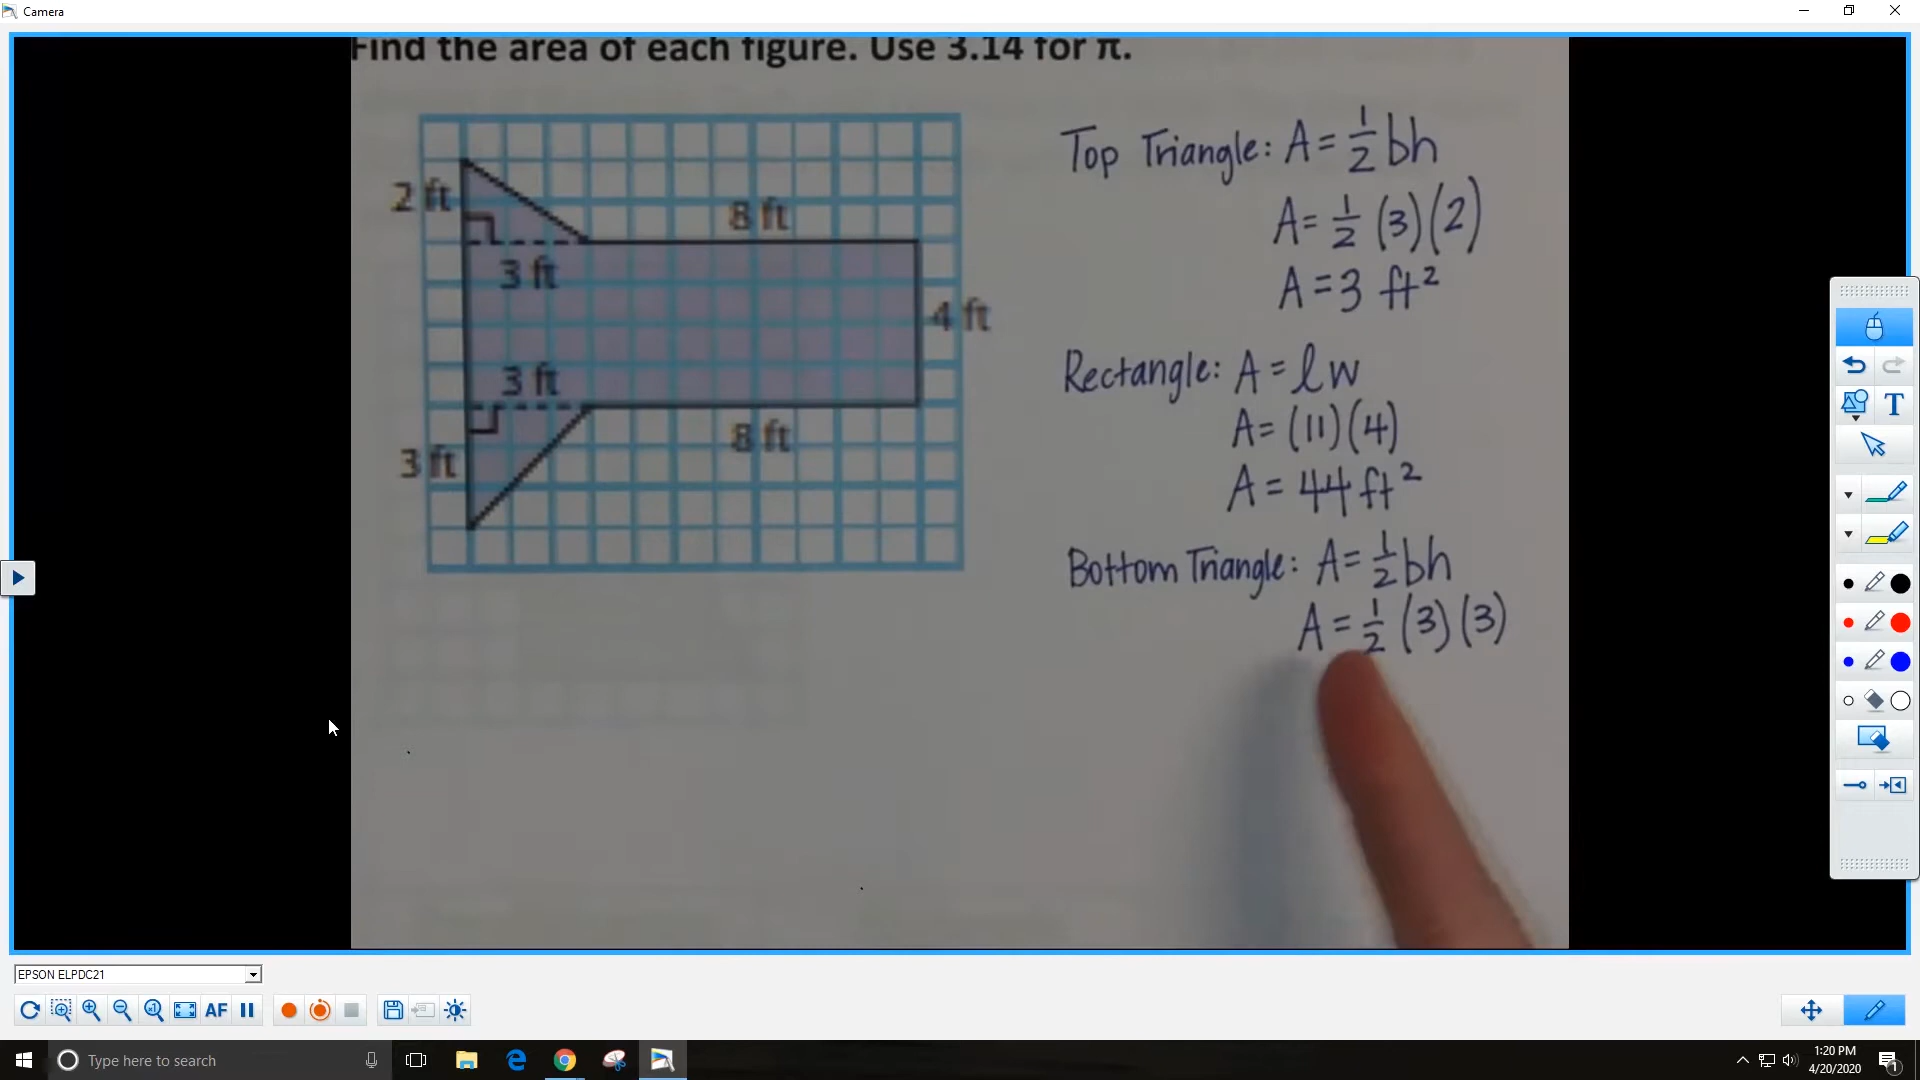 Camera
Find the area of each figure. Use 3.14 for π.
2 ft
8 ft
3 ft
4 ft
3 ft
8 ft
3 ft
Top Triangle: A = 1/2 bh
A = 1/2 (3)(2)
A = 3 ft²
Rectangle: A = lw
A = (11)(4)
A = 44 ft²
Bottom Triangle: A = 1/2 bh
A = 1/2 (3)(3)
T
EPSON ELPDC21
AF
Type here to search
1:20 PM
4/20/2020
1